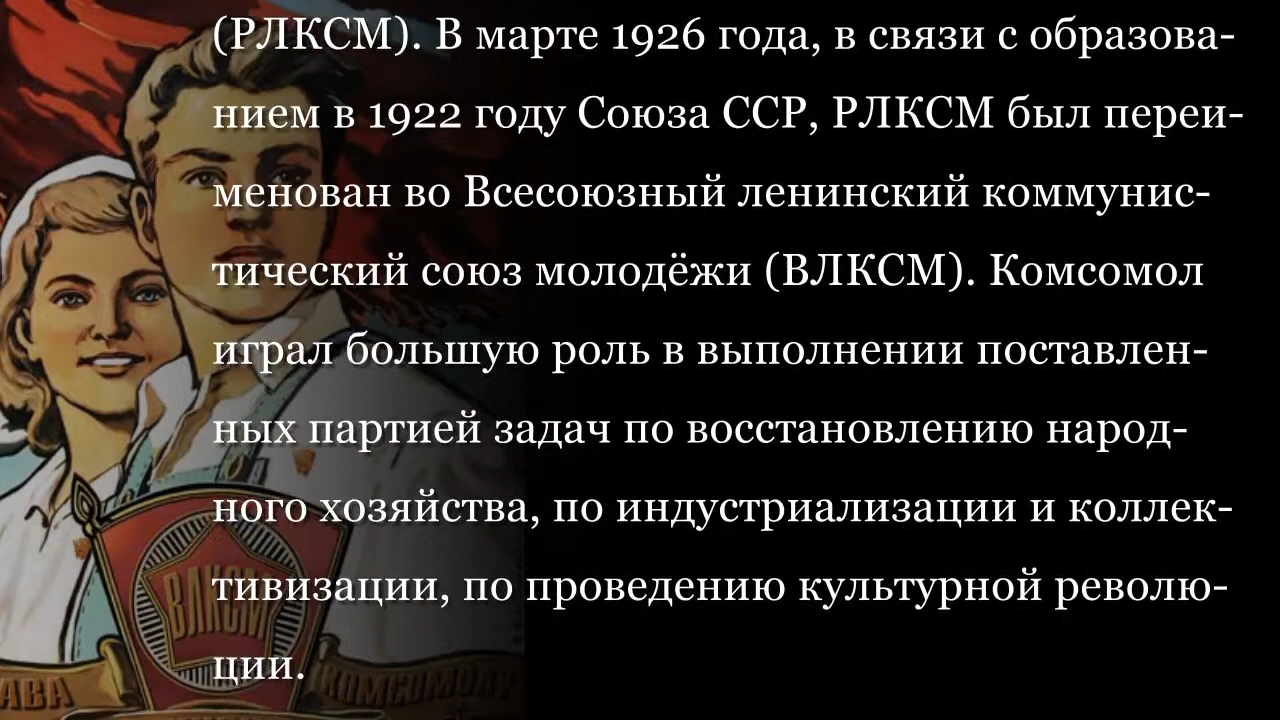 (РЛКСМ). В марте 1926 года, в связи с образова-
нием в 1922 году Союза ССР, РЛКСМ был переи-
менован во Всесоюзный ленинский коммунис-
тический союз молодёжи (ВЛКСМ). Комсомол
играл большую роль в выполнении поставлен-
ных партией задач по восстановлению народ-
ного хозяйства, по индустриализации и коллек-
тивизации, по проведению культурной револю-
ции.
ВЛКСМ
АВА КОМСОМОЛУ